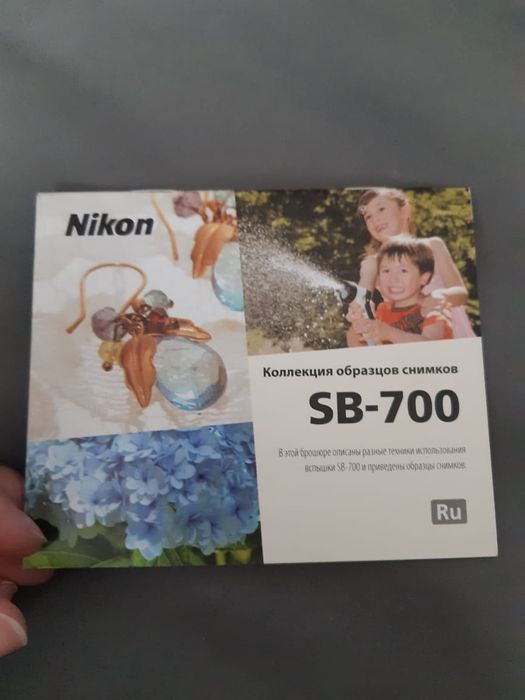 Nikon
Коллекция образцов снимков
SB-700
В этой брошюре описаны разные техники использования
вспышки SB-700 и приведены образцы снимков.
Ru